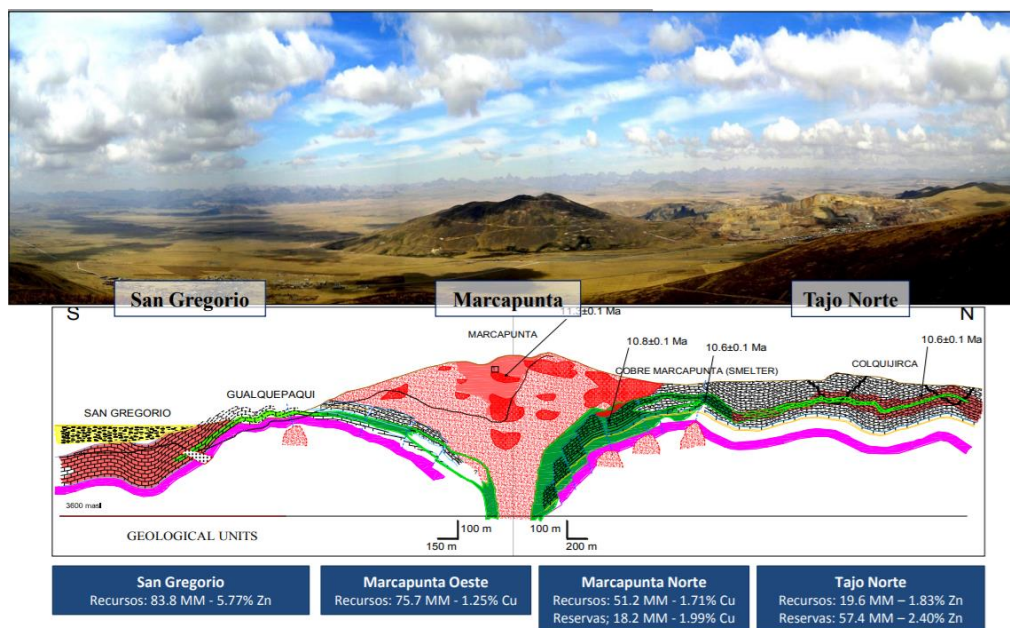 San Gregorio
Marcapunta
Tajo Norte
S
N
11.3±0.1 Ma
MARCAPUNTA
10.8±0.1 Ma
10.6±0.1 Ma
10.6±0.1 Ma
COBRE MARCAPUNTA (SMELTER)
COLQUIJIRCA
GUALQUEPAQUI
SAN GREGORIO
3600 masl
GEOLOGICAL UNITS
100 m
150 m
100 m
200 m
San Gregorio
Recursos: 83.8 MM - 5.77% Zn
Marcapunta Oeste
Recursos: 75.7 MM - 1.25% Cu
Marcapunta Norte
Recursos: 51.2 MM - 1.71% Cu
Reservas; 18.2 MM - 1.99% Cu
Tajo Norte
Recursos: 19.6 MM – 1.83% Zn
Reservas: 57.4 MM – 2.40% Zn